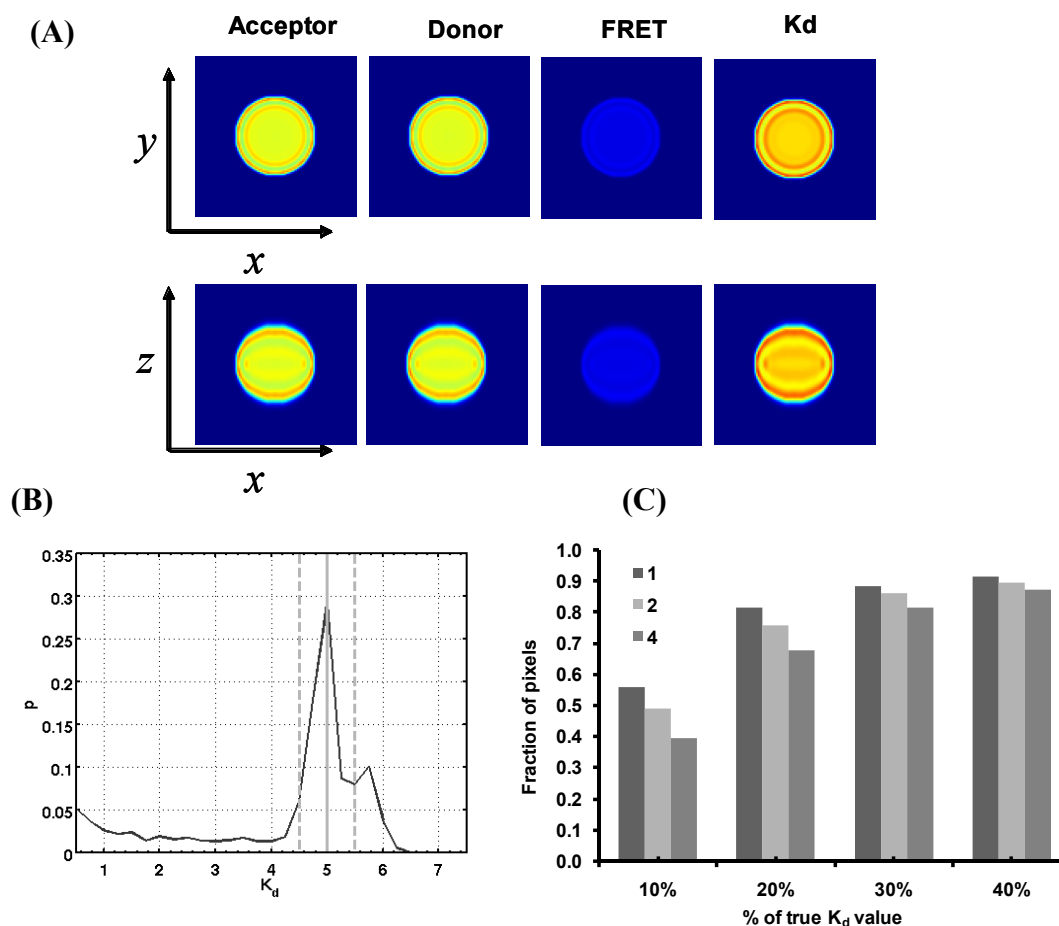 (A)
Acceptor Donor FRET Kd
y
x
z
x
(B)
(C)
0.35
0.3
0.25
0.2
0.15
0.1
0.05
0
p
1 2 3 4 5 6 7
K_d
1.0
0.9
0.8
0.7
0.6
0.5
0.4
0.3
0.2
0.1
0.0
Fraction of pixels
1
2
4
10% 20% 30% 40%
% of true K_d value